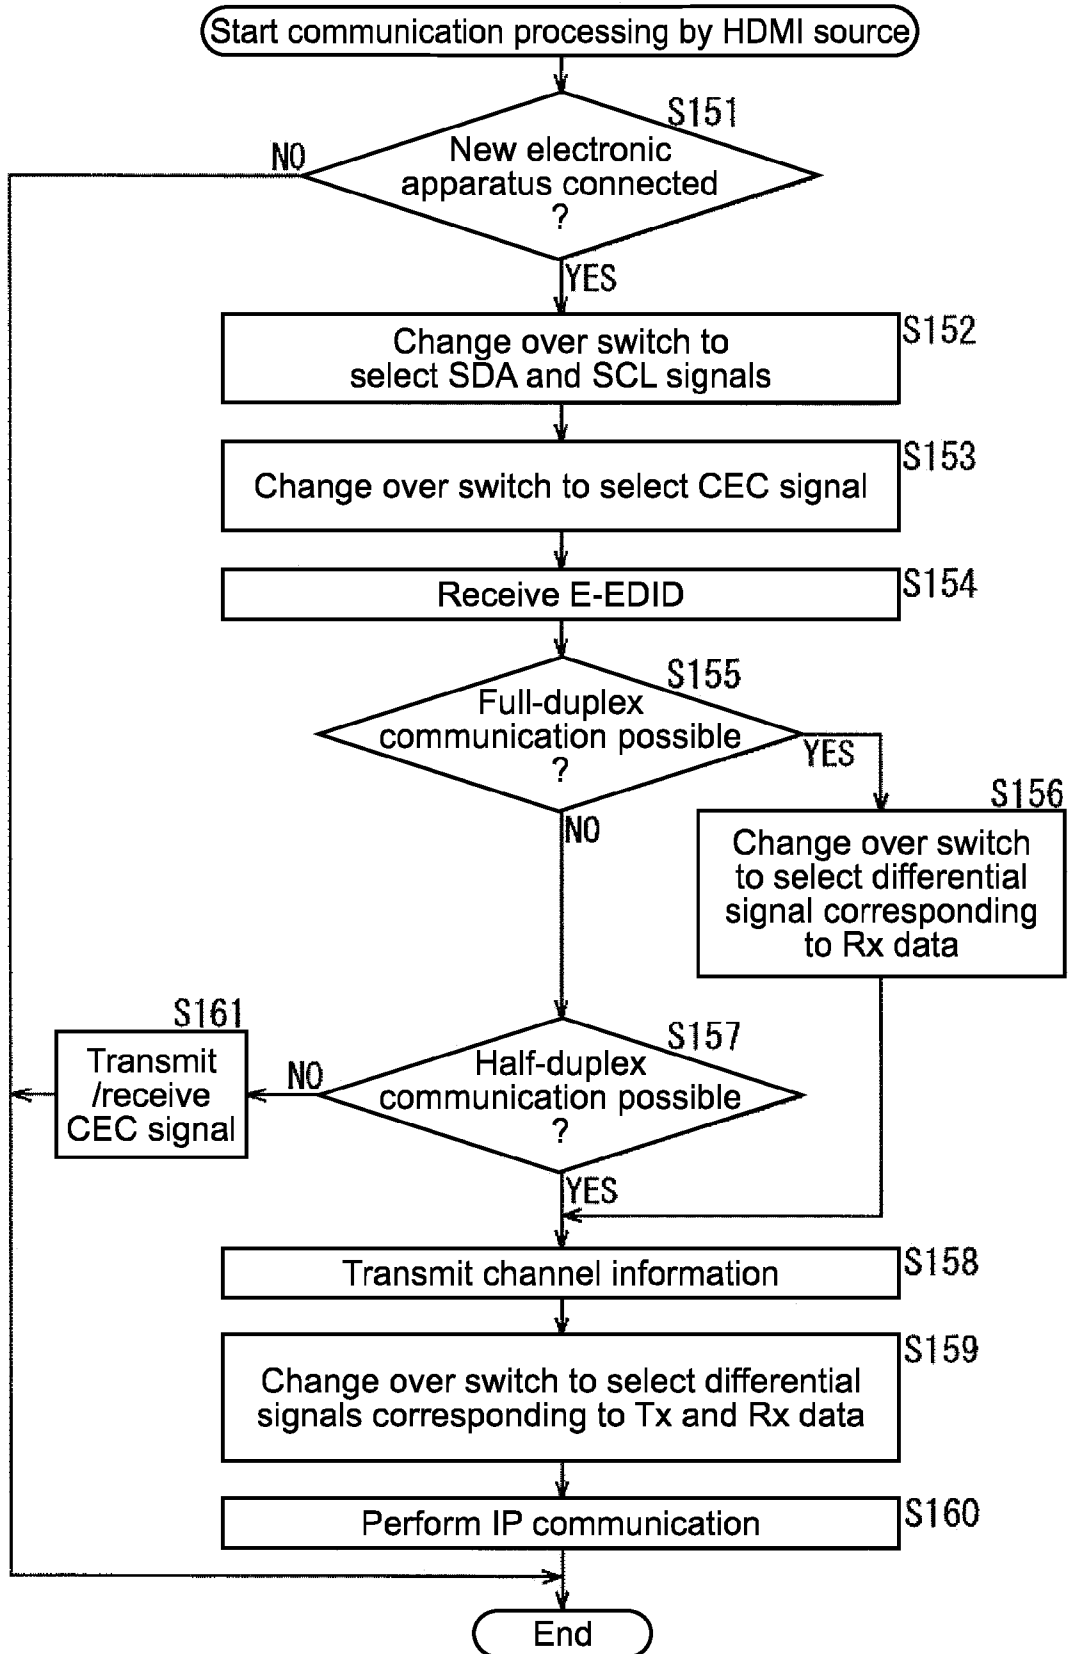 Start communication processing by HDMI source
S151
New electronic
apparatus connected
?
NO
YES
S152
Change over switch to
select SDA and SCL signals
S153
Change over switch to select CEC signal
S154
Receive E-EDID
S155
Full-duplex
communication possible
?
YES
NO
S156
Change over switch
to select differential
signal corresponding
to Rx data
S157
Half-duplex
communication possible
?
NO
S161
Transmit
/receive
CEC signal
YES
S158
Transmit channel information
S159
Change over switch to select differential
signals corresponding to Tx and Rx data
S160
Perform IP communication
End